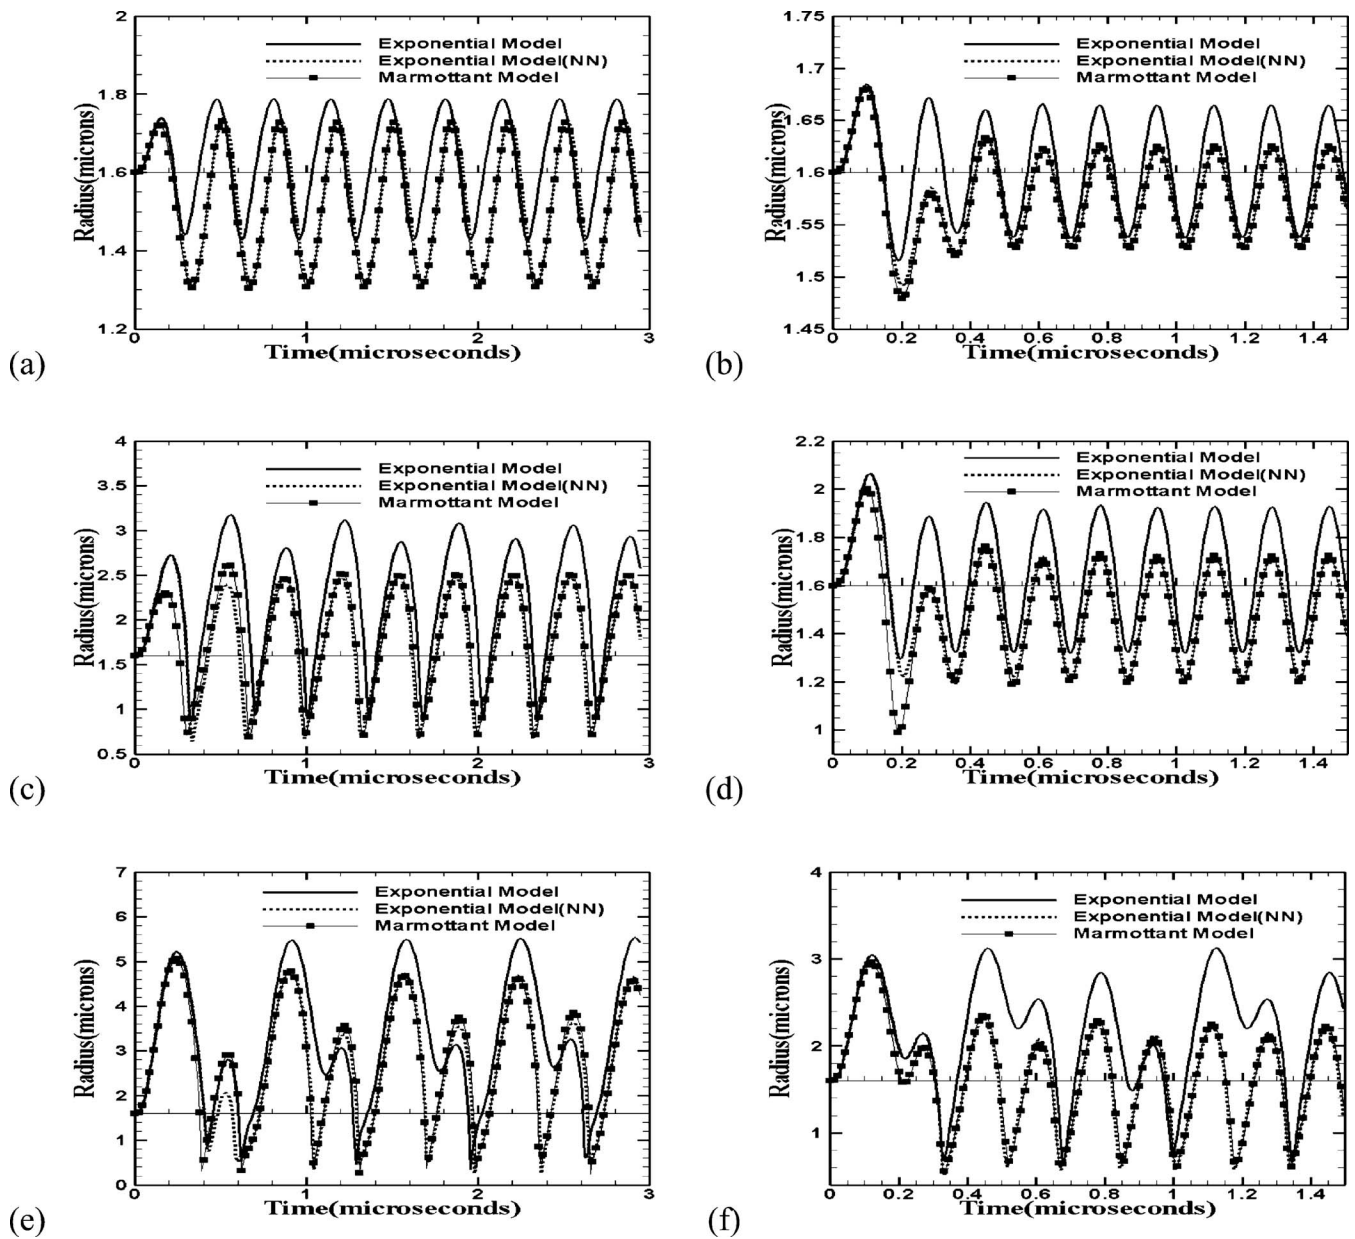 2
1.8
1.6
1.4
1.2
0
1
2
3
Radius(microns)
Time(microseconds)
Exponential Model
Exponential Model(NN)
Marmottant Model
(a)
1.75
1.7
1.65
1.6
1.55
1.5
1.45
0
0.2
0.4
0.6
0.8
1
1.2
1.4
Radius(microns)
Time(microseconds)
Exponential Model
Exponential Model(NN)
Marmottant Model
(b)
4
3
2.5
2
1.5
1
0.5
0
1
2
3
Radius(microns)
Time(microseconds)
Exponential Model
Exponential Model(NN)
Marmottant Model
(c)
2.2
2
1.8
1.6
1.4
1.2
1
0
0.2
0.4
0.6
0.8
1
1.2
1.4
Radius(microns)
Time(microseconds)
Exponential Model
Exponential Model(NN)
Marmottant Model
(d)
7
6
5
4
3
2
1
0
0
1
2
3
Radius(microns)
Time(microseconds)
Exponential Model
Exponential Model(NN)
Marmottant Model
(e)
4
3
2
1
0
0.2
0.4
0.6
0.8
1
1.2
1.4
Radius(microns)
Time(microseconds)
Exponential Model
Exponential Model(NN)
Marmottant Model
(f)